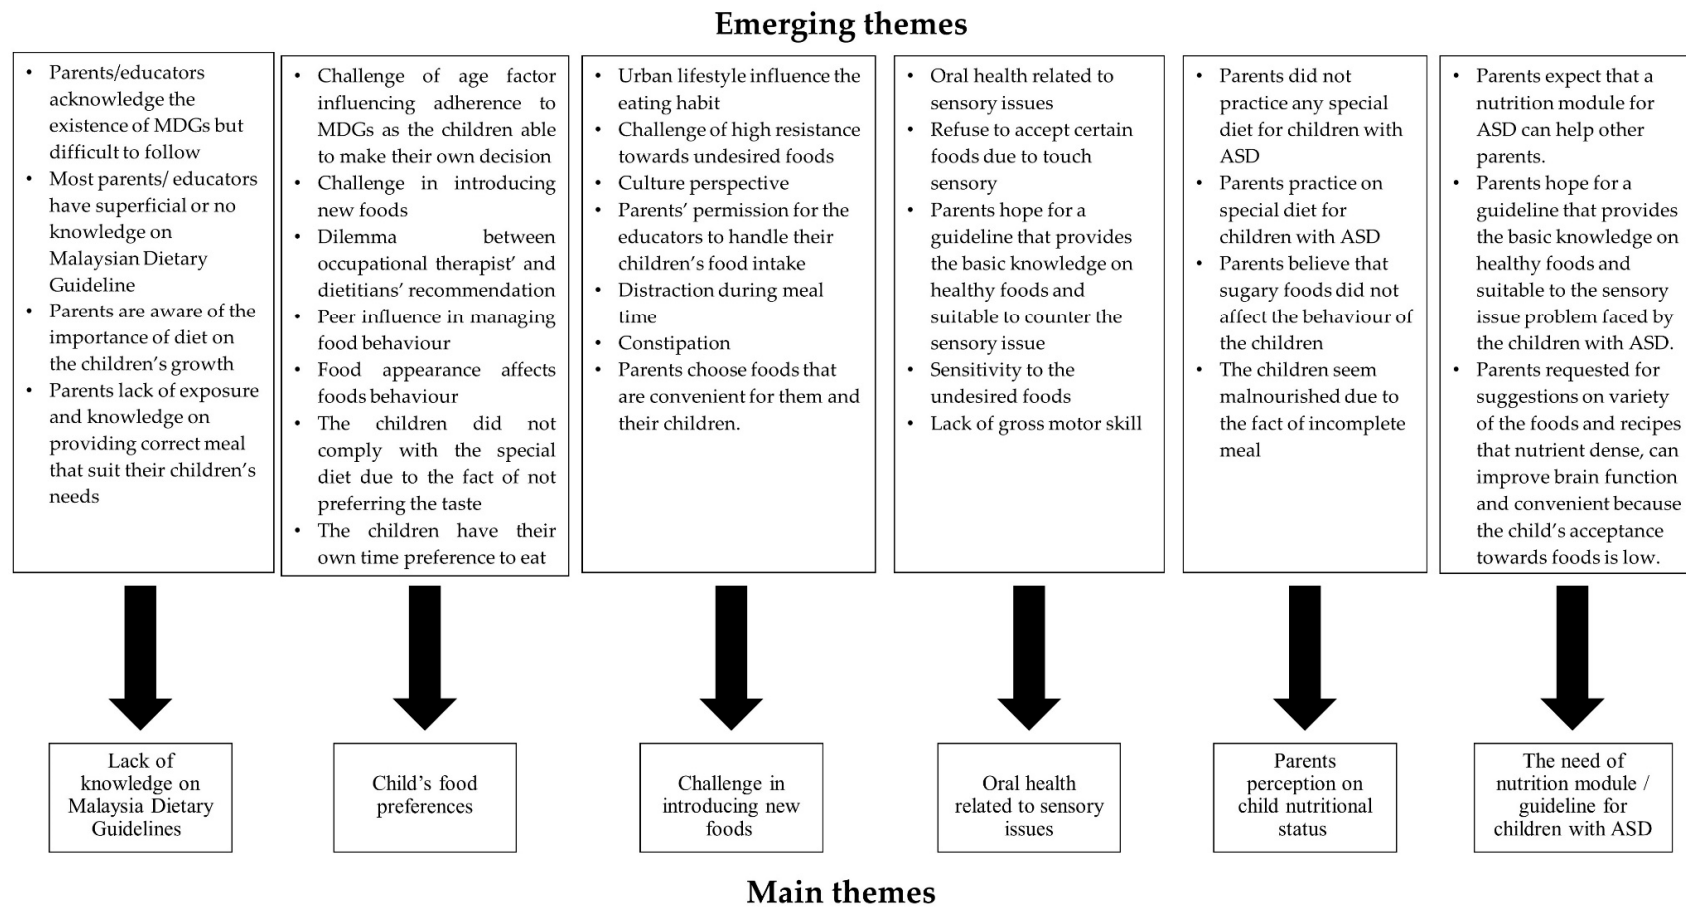 Emerging themes
• Parents/educators
acknowledge the
existence of MDGs but
difficult to follow
• Most parents/ educators
have superficial or no
knowledge on
Malaysian Dietary
Guideline
• Parents are aware of the
importance of diet on
the children's growth
• Parents lack of exposure
and knowledge on
providing correct meal
that suit their children's
needs
• Challenge of age factor
influencing adherence to
MDGs as the children able
to make their own decision
• Challenge in introducing
new foods
• Dilemma between
occupational therapist' and
dietitians' recommendation
• Peer influence in managing
food behaviour
• Food appearance affects
foods behaviour
• The children did not
comply with the special
diet due to the fact of not
preferring the taste
• The children have their
own time preference to eat
• Urban lifestyle influence the
eating habit
• Challenge of high resistance
towards undesired foods
• Culture perspective
• Parents' permission for the
educators to handle their
children's food intake
• Distraction during meal
time
• Constipation
• Parents choose foods that
are convenient for them and
their children.
• Oral health related to
sensory issues
• Refuse to accept certain
foods due to touch
sensory
• Parents hope for a
guideline that provides
the basic knowledge on
healthy foods and
suitable to counter the
sensory issue
• Sensitivity to the
undesired foods
• Lack of gross motor skill
• Parents did not
practice any special
diet for children with
ASD
• Parents practice on
special diet for
children with ASD
• Parents believe that
sugary foods did not
affect the behaviour of
the children
• The children seem
malnourished due to
the fact of incomplete
meal
• Parents expect that a
nutrition module for
ASD can help other
parents.
• Parents hope for a
guideline that provides
the basic knowledge on
healthy foods and
suitable to the sensory
issue problem faced by
the children with ASD.
• Parents requested for
suggestions on variety
of the foods and recipes
that nutrient dense, can
improve brain function
and convenient because
the child's acceptance
towards foods is low.
Lack of
knowledge on
Malaysia Dietary
Guidelines
Child's food
preferences
Challenge in
introducing new
foods
Oral health
related to sensory
issues
Parents
perception on
child nutritional
status
The need of
nutrition module /
guideline for
children with ASD
Main themes